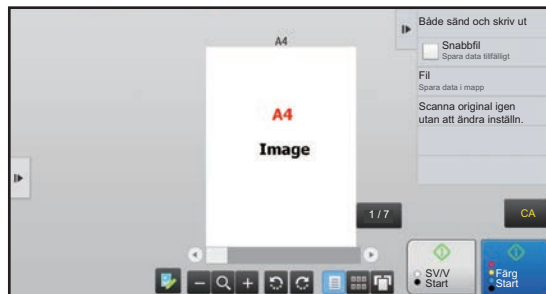 A4
A4
Image
1 / 7
Både sänd och skriv ut
Snabbfil
Spara data tillfälligt
Fil
Spara data i mapp
Scanna original igen
utan att ändra inställn.
CA
SV/V
Start
Färg
Start